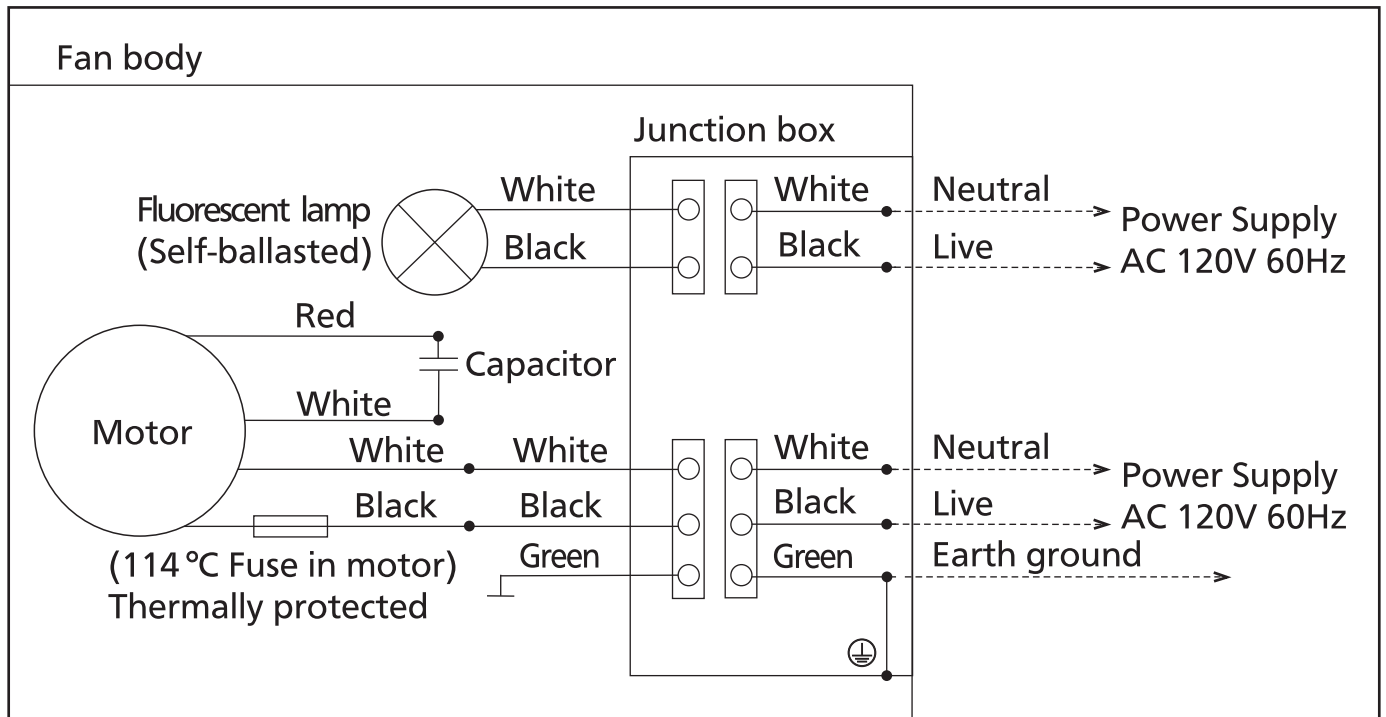 Fan body
Junction box
White
White
Neutral
Fluorescent lamp
(Self-ballasted)
Power Supply
AC 120V 60Hz
Black
Black
Live
Red
Capacitor
White
Motor
White
White
White
Neutral
Power Supply
AC 120V 60Hz
Black
Black
Black
Live
(114 °C Fuse in motor)
Thermally protected
Green
Green
Earth ground